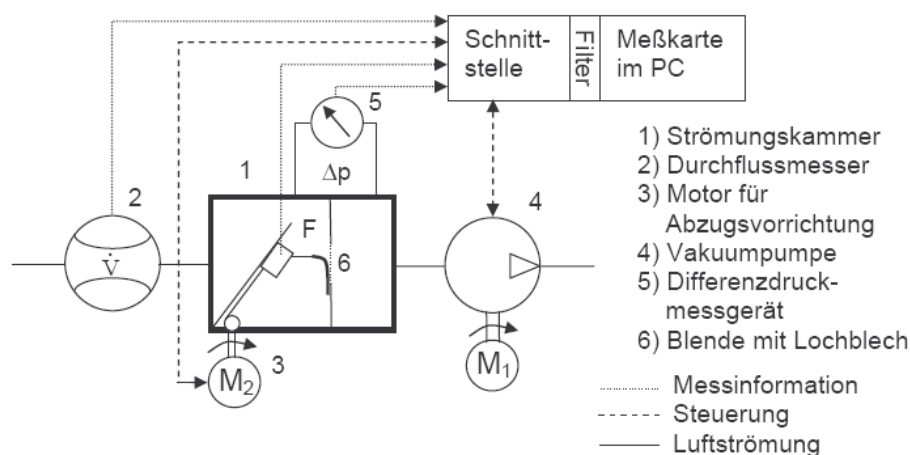 Schnitt-
stelle
Filter
Meßkarte
im PC
5
1
Δp
2
4
V̇
F
6
3
M₂
M₁
1) Strömungskammer
2) Durchflussmesser
3) Motor für
Abzugsvorrichtung
4) Vakuumpumpe
5) Differenzdruck-
messgerät
6) Blende mit Lochblech
Messinformation
Steuerung
Luftströmung